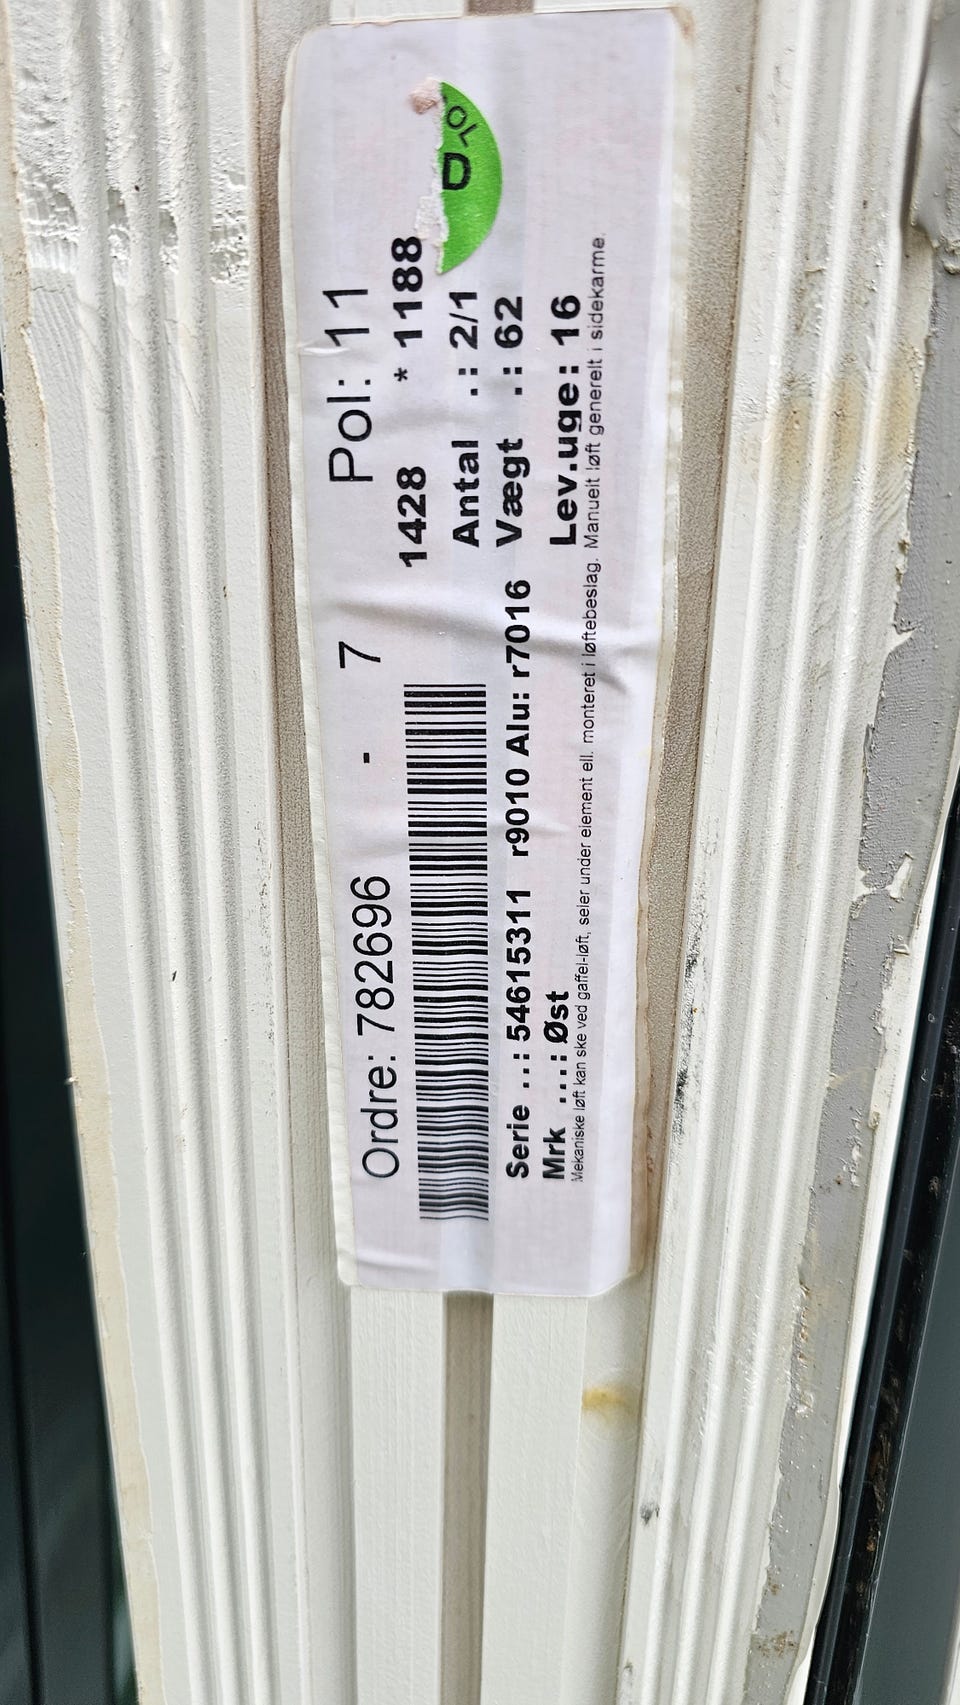 Ordre: 782696 - 7 Pol: 11
1428 * 1188
Antal .: 2/1
Serie ..: 54615311 r9010 Alu: r7016 Vægt .: 62
Mrk ....: Øst Lev.uge: 16
Mekaniske løft kan ske ved gaffel-løft, seler under element ell. monteret i løftebeslag. Manuelt løft generelt i sidekarme.